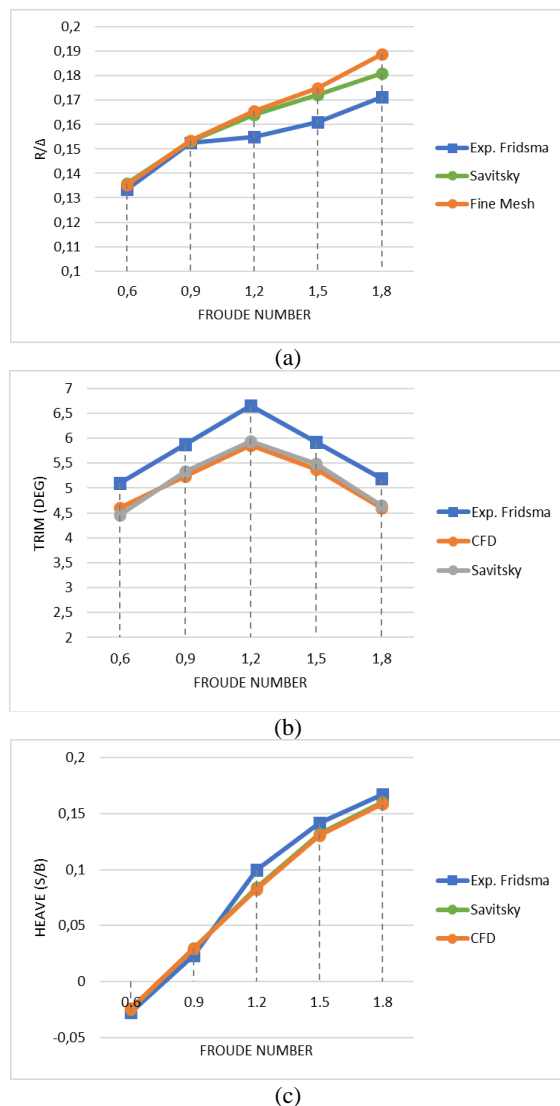 0,2
0,19
0,18
0,17
0,16
0,15
0,14
0,13
0,12
0,11
0,1
R/Δ
0,6 0,9 1,2 1,5 1,8
FROUDE NUMBER
Exp. Fridsma
Savitsky
Fine Mesh
(a)
7
6,5
6
5,5
5
4,5
4
3,5
3
2,5
2
TRIM (DEG)
0,6 0,9 1,2 1,5 1,8
FROUDE NUMBER
Exp. Fridsma
CFD
Savitsky
(b)
0,2
0,15
0,1
0,05
0
-0,05
HEAVE (S/B)
0.6 0.9 1.2 1.5 1.8
FROUDE NUMBER
Exp. Fridsma
Savitsky
CFD
(c)